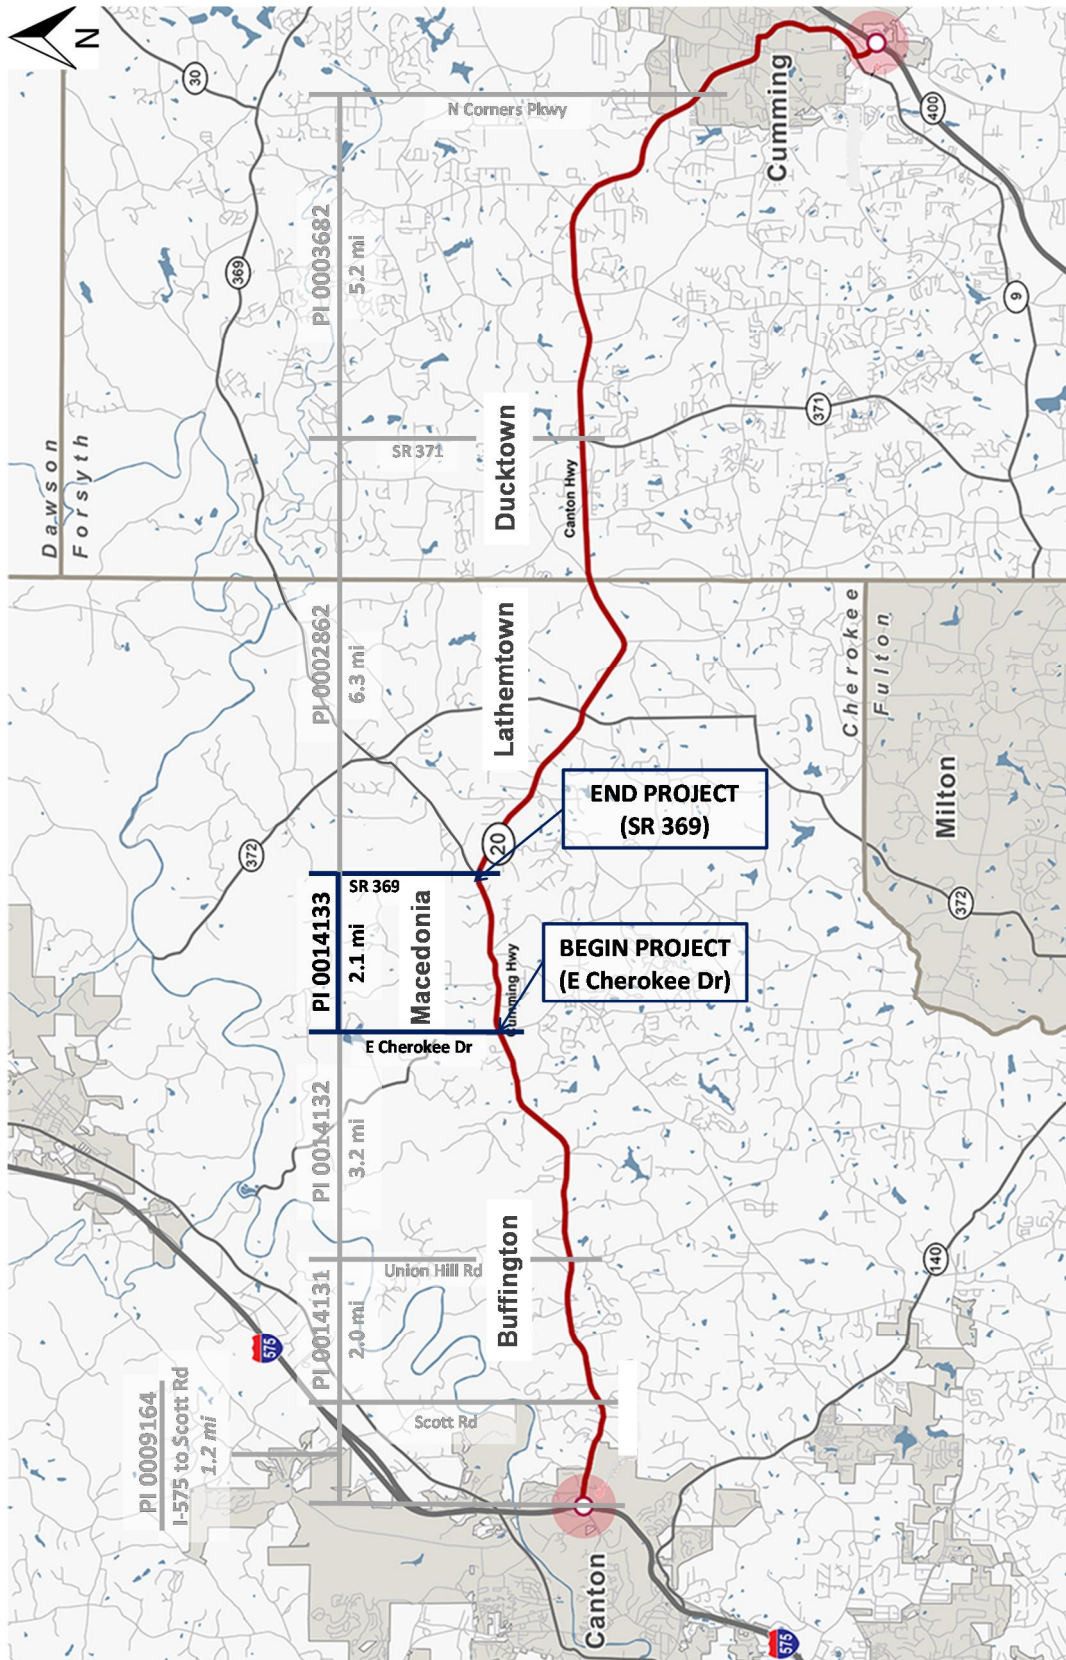 N
30
N Corners Pkwy
400
Cumming
PI 0003682
5.2 mi
369
9
371
SR 371
Ducktown
Canton Hwy
Dawson
Forsyth
PI 0002862
6.3 mi
Lathemtown
Cherokee
Fulton
Milton
END PROJECT
(SR 369)
20
372
SR 369
PI 0014133
2.1 mi
Macedonia
Cumming Hwy
BEGIN PROJECT
(E Cherokee Dr)
372
E Cherokee Dr
PI 0014132
3.2 mi
Union Hill Rd
Buffington
140
PI 0014131
2.0 mi
575
PI 0009164
I-575 to Scott Rd
1.2 mi
Scott Rd
Canton
575